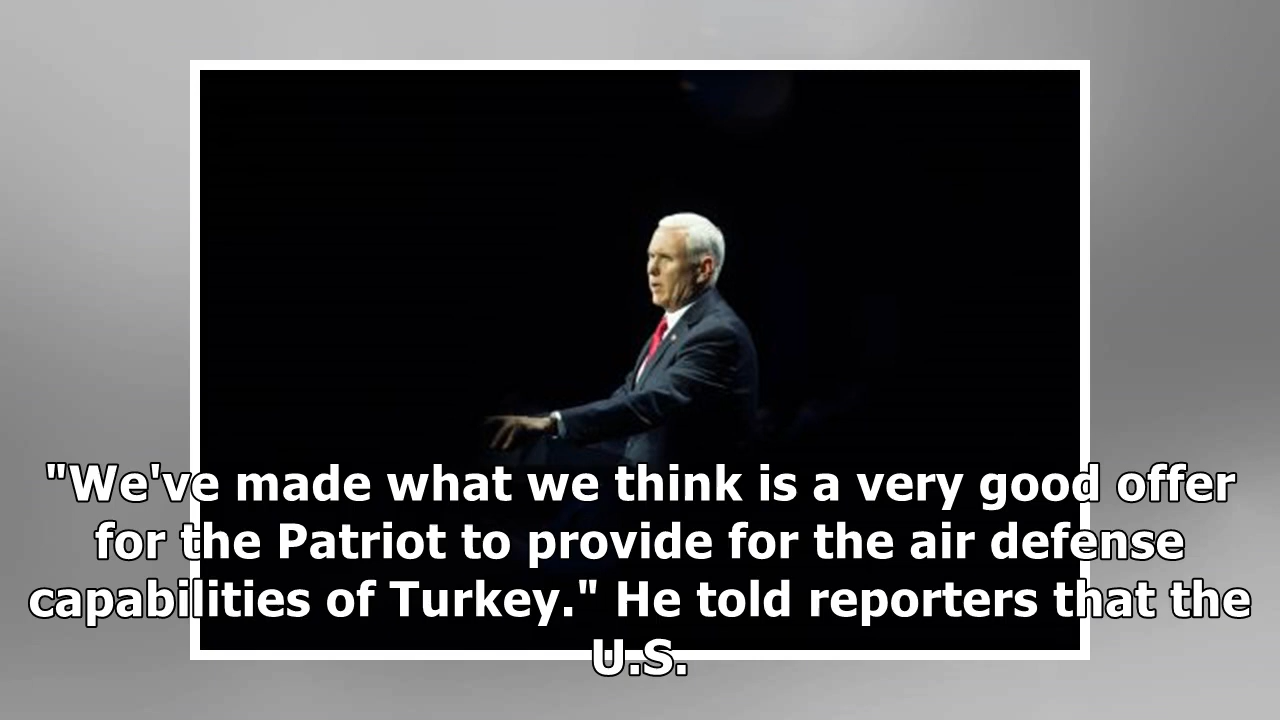 "We've made what we think is a very good offer
for the Patriot to provide for the air defense
capabilities of Turkey." He told reporters that the
U.S.